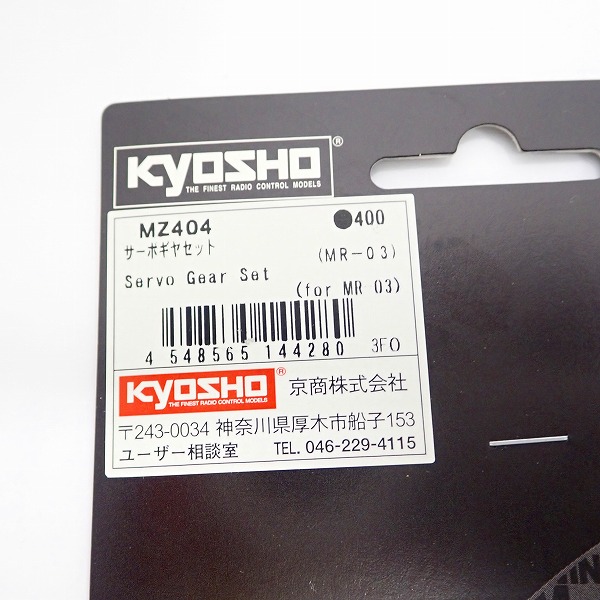 KYOSHO®
THE FINEST RADIO CONTROL MODELS
MZ404 ●400
サーボギヤセット (MR-03)
Servo Gear Set (for MR 03)
4 548565 144280 3FO
KYOSHO® 京商株式会社
THE FINEST RADIO CONTROL MODELS
〒243-0034 神奈川県厚木市船子153
ユーザー相談室 TEL. 046-229-4115